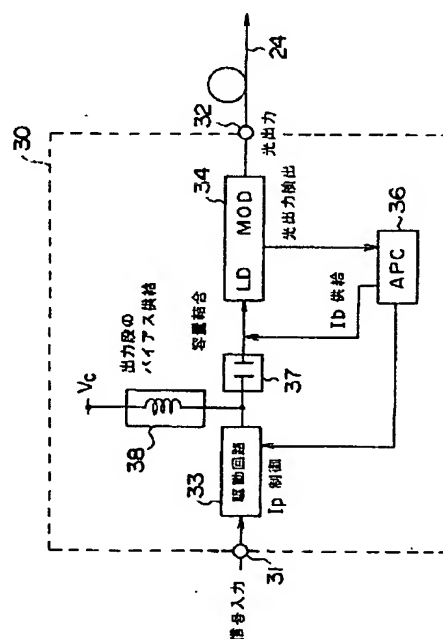 30
信号入力
31
33
駆動回路
Ip 制御
38
Vc
出力段の
バイアス供給
37
容量結合
34
LD MOD
光出力検出
Ib 供給
36
APC
32
光出力
24